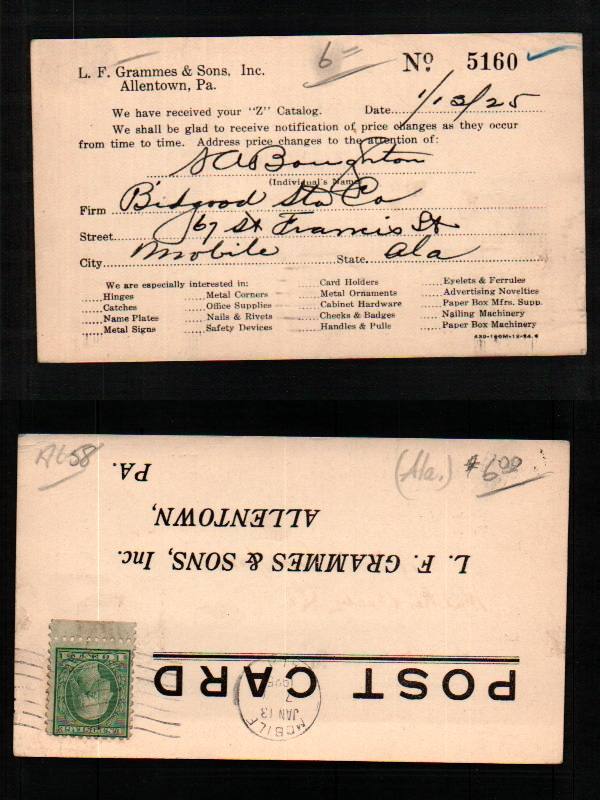 6=
Nº 5160
L. F. Grammes & Sons, Inc.
Allentown, Pa.
We have received your "Z" Catalog. Date 1/13/25
We shall be glad to receive notification of price changes as they occur
from time to time. Address price changes to the attention of:
Boughton
(Individual's Name)
Firm Bidgood Sta Co
Street 67 St Francis St
City Mobile State Ala
We are especially interested in:
Hinges
Catches
Name Plates
Metal Signs
Metal Corners
Office Supplies
Nails & Rivets
Safety Devices
Card Holders
Metal Ornaments
Cabinet Hardware
Checks & Badges
Handles & Pulls
Eyelets & Ferrules
Advertising Novelties
Paper Box Mfrs. Supp.
Nailing Machinery
Paper Box Machinery
AL58
(Ala.) $6.00
POST CARD
MOBILE
JAN 13
7
L. F. GRAMMES & SONS, Inc.
ALLENTOWN,
PA.